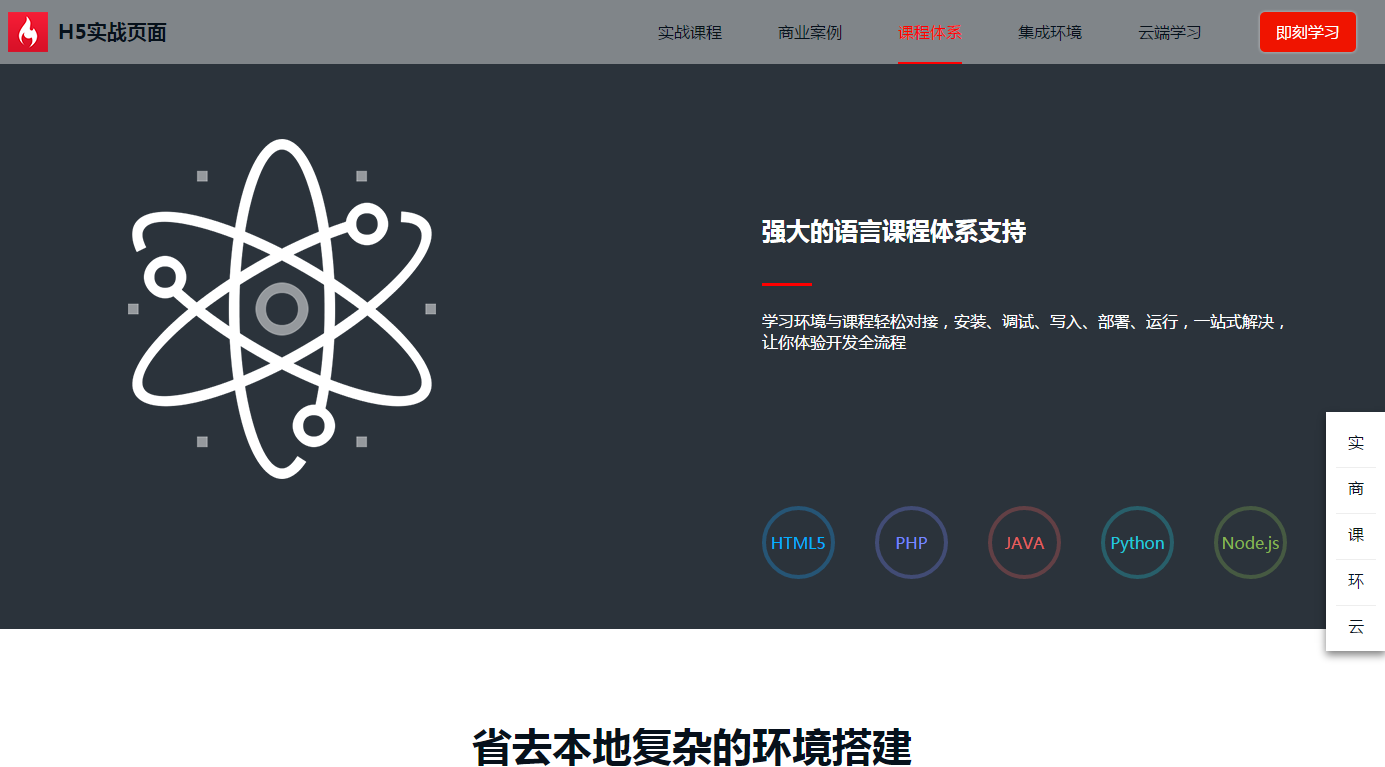 H5实战页面
实战课程
商业案例
课程体系
集成环境
云端学习
即刻学习
强大的语言课程体系支持
学习环境与课程轻松对接，安装、调试、写入、部署、运行，一站式解决，
让你体验开发全流程
HTML5
PHP
JAVA
Python
Node.js
实
商
课
环
云
省去本地复杂的环境搭建